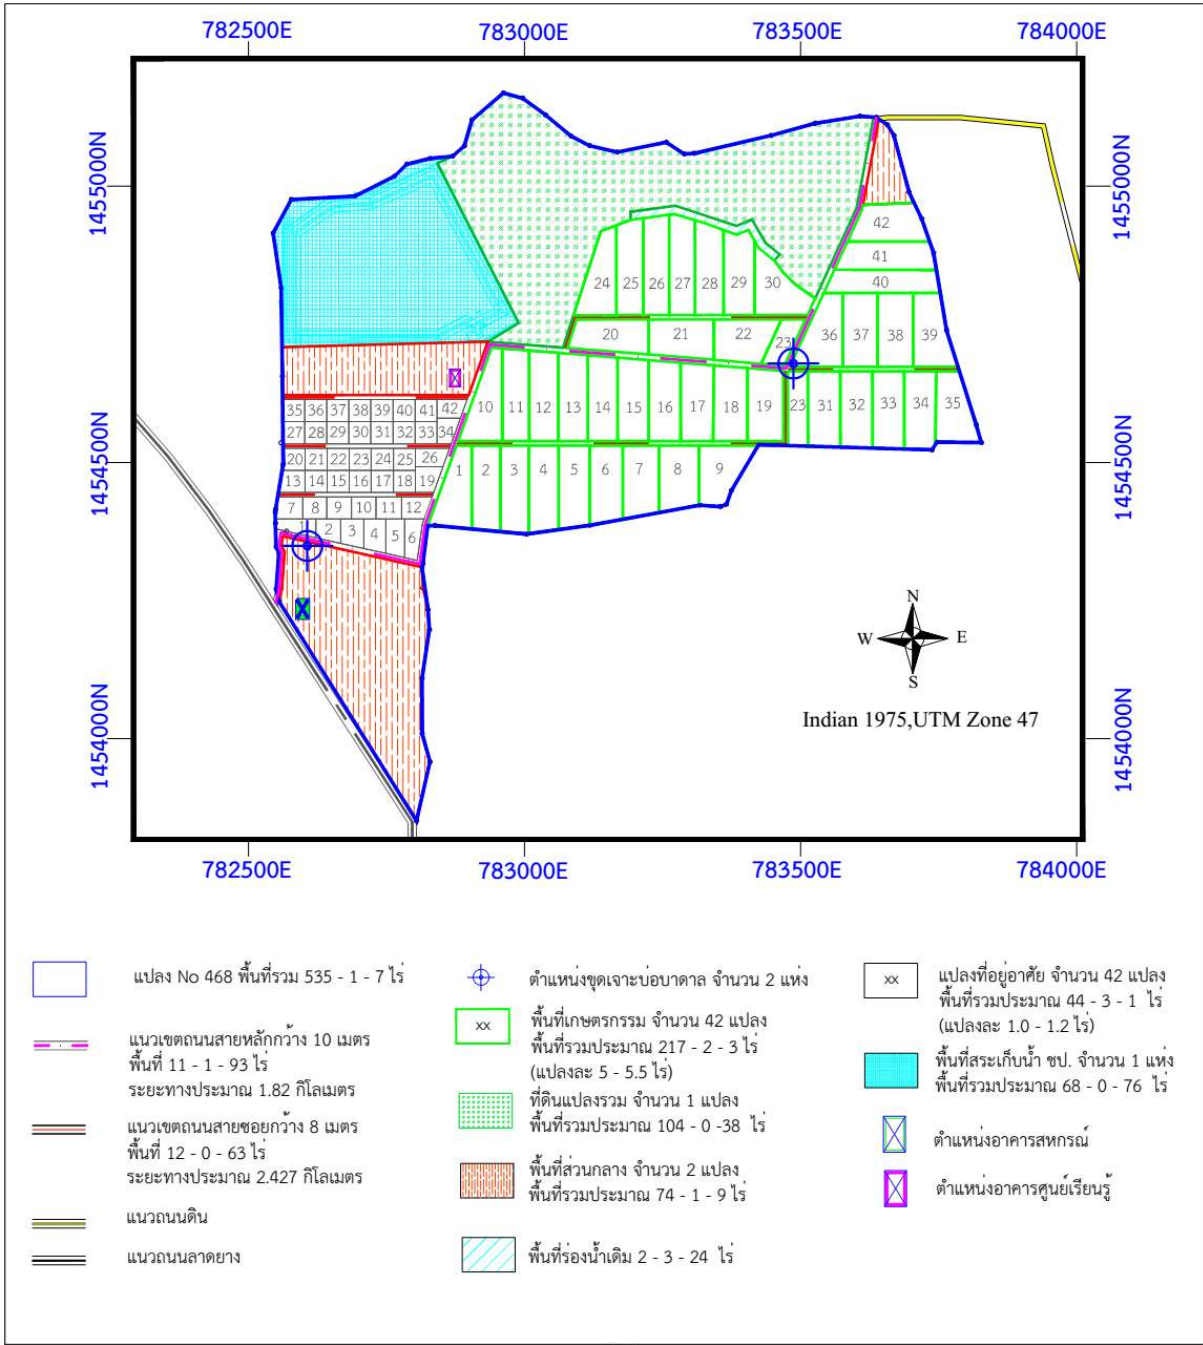 782500E 783000E 783500E 784000E
1455000N 1455000N
1454500N 1454500N
1454000N 1454000N
42
41
40
24 25 26 27 28 29 30
20 21 22 23
36 37 38 39
35 36 37 38 39 40 41 42
27 28 29 30 31 32 33 34
20 21 22 23 24 25 26
13 14 15 16 17 18 19
7 8 9 10 11 12
1 2 3 4 5 6
10 11 12 13 14 15 16 17 18 19 23 31 32 33 34 35
1 2 3 4 5 6 7 8 9
N
W E
S
Indian 1975,UTM Zone 47
782500E 783000E 783500E 784000E
แปลง No 468 พื้นที่รวม 535 - 1 - 7 ไร่
แนวเขตถนนสายหลักกว้าง 10 เมตร
พื้นที่ 11 - 1 - 93 ไร่
ระยะทางประมาณ 1.82 กิโลเมตร
แนวเขตถนนสายซอยกว้าง 8 เมตร
พื้นที่ 12 - 0 - 63 ไร่
ระยะทางประมาณ 2.427 กิโลเมตร
แนวถนนดิน
แนวถนนลาดยาง
ตำแหน่งขุดเจาะบ่อบาดาล จำนวน 2 แห่ง
xx
พื้นที่เกษตรกรรม จำนวน 42 แปลง
พื้นที่รวมประมาณ 217 - 2 - 3 ไร่
(แปลงละ 5 - 5.5 ไร่)
ที่ดินแปลงรวม จำนวน 1 แปลง
พื้นที่รวมประมาณ 104 - 0 -38 ไร่
พื้นที่ส่วนกลาง จำนวน 2 แปลง
พื้นที่รวมประมาณ 74 - 1 - 9 ไร่
พื้นที่ร่องน้ำเดิม 2 - 3 - 24 ไร่
xx
แปลงที่อยู่อาศัย จำนวน 42 แปลง
พื้นที่รวมประมาณ 44 - 3 - 1 ไร่
(แปลงละ 1.0 - 1.2 ไร่)
พื้นที่สระเก็บน้ำ ชป. จำนวน 1 แห่ง
พื้นที่รวมประมาณ 68 - 0 - 76 ไร่
ตำแหน่งอาคารสหกรณ์
ตำแหน่งอาคารศูนย์เรียนรู้